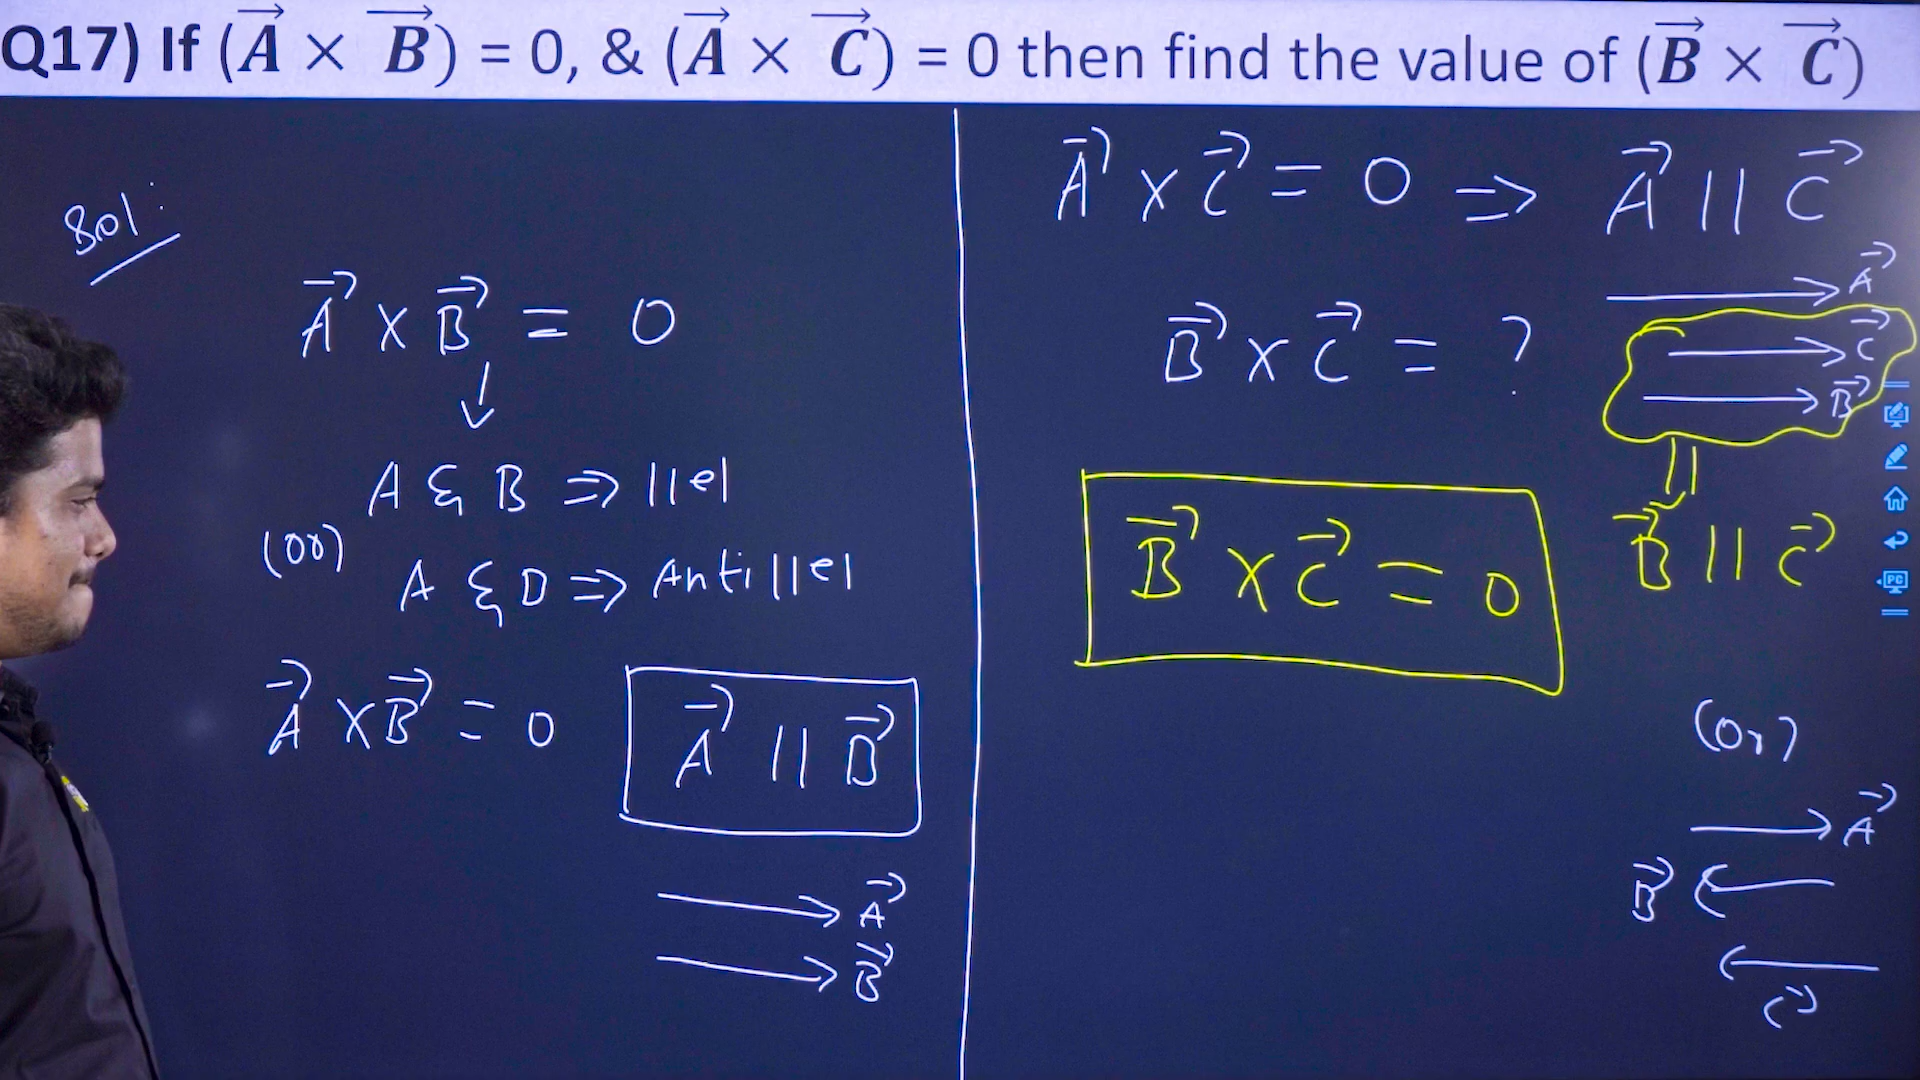 Q17) If (A⃗ × B⃗) = 0, & (A⃗ × C⃗) = 0 then find the value of (B⃗ × C⃗)
Sol:
A⃗ × B⃗ = 0
↓
A & B ⇒ ||el
(or)
A & B ⇒ Anti ||el
A⃗ × B⃗ = 0
A⃗ || B⃗
A⃗
B⃗
A⃗ × C⃗ = 0 ⇒ A⃗ || C⃗
A⃗
C⃗
B⃗
B⃗ × C⃗ = ?
B⃗ || C⃗
B⃗ × C⃗ = 0
(Or)
A⃗
B⃗
C⃗
PC